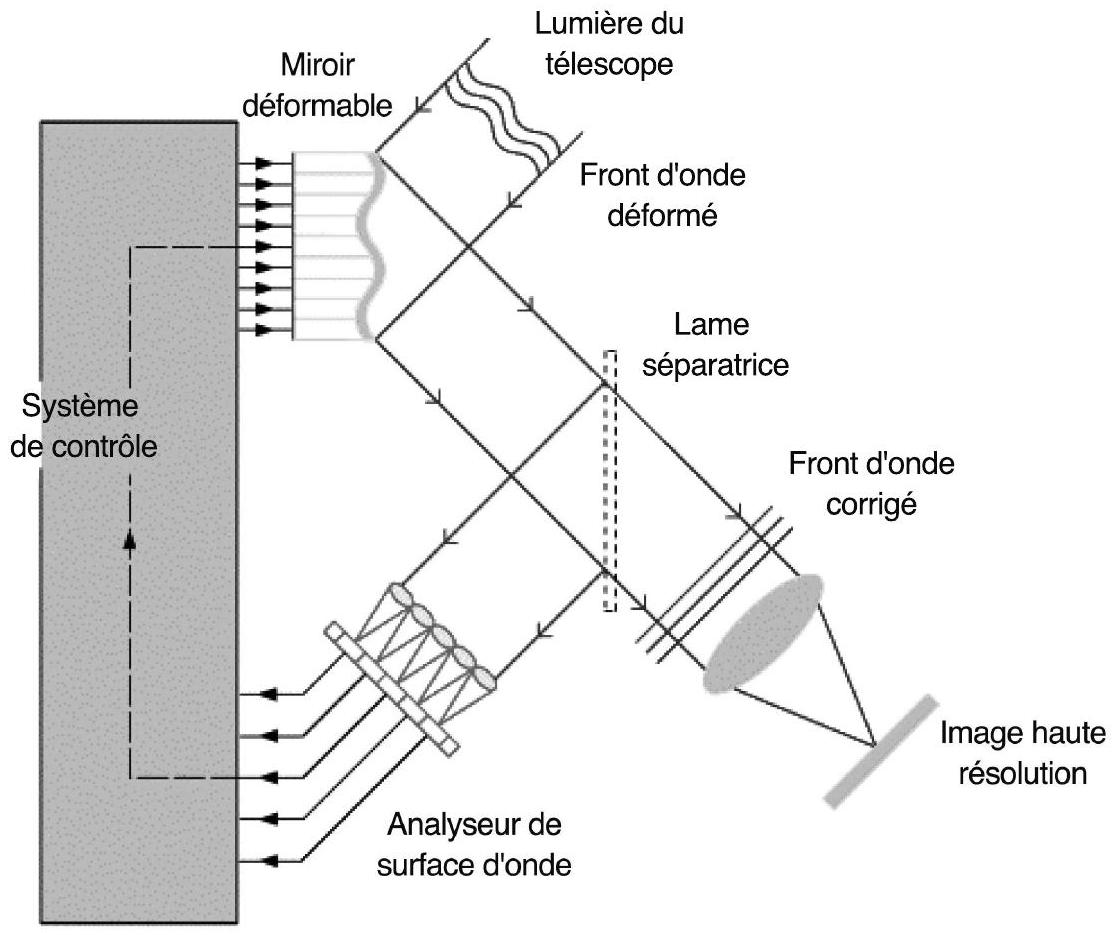 Lumière du
télescope
Miroir
déformable
Front d'onde
déformé
Lame
séparatrice
Système
de contrôle
Front d'onde
corrigé
Image haute
résolution
Analyseur de
surface d'onde